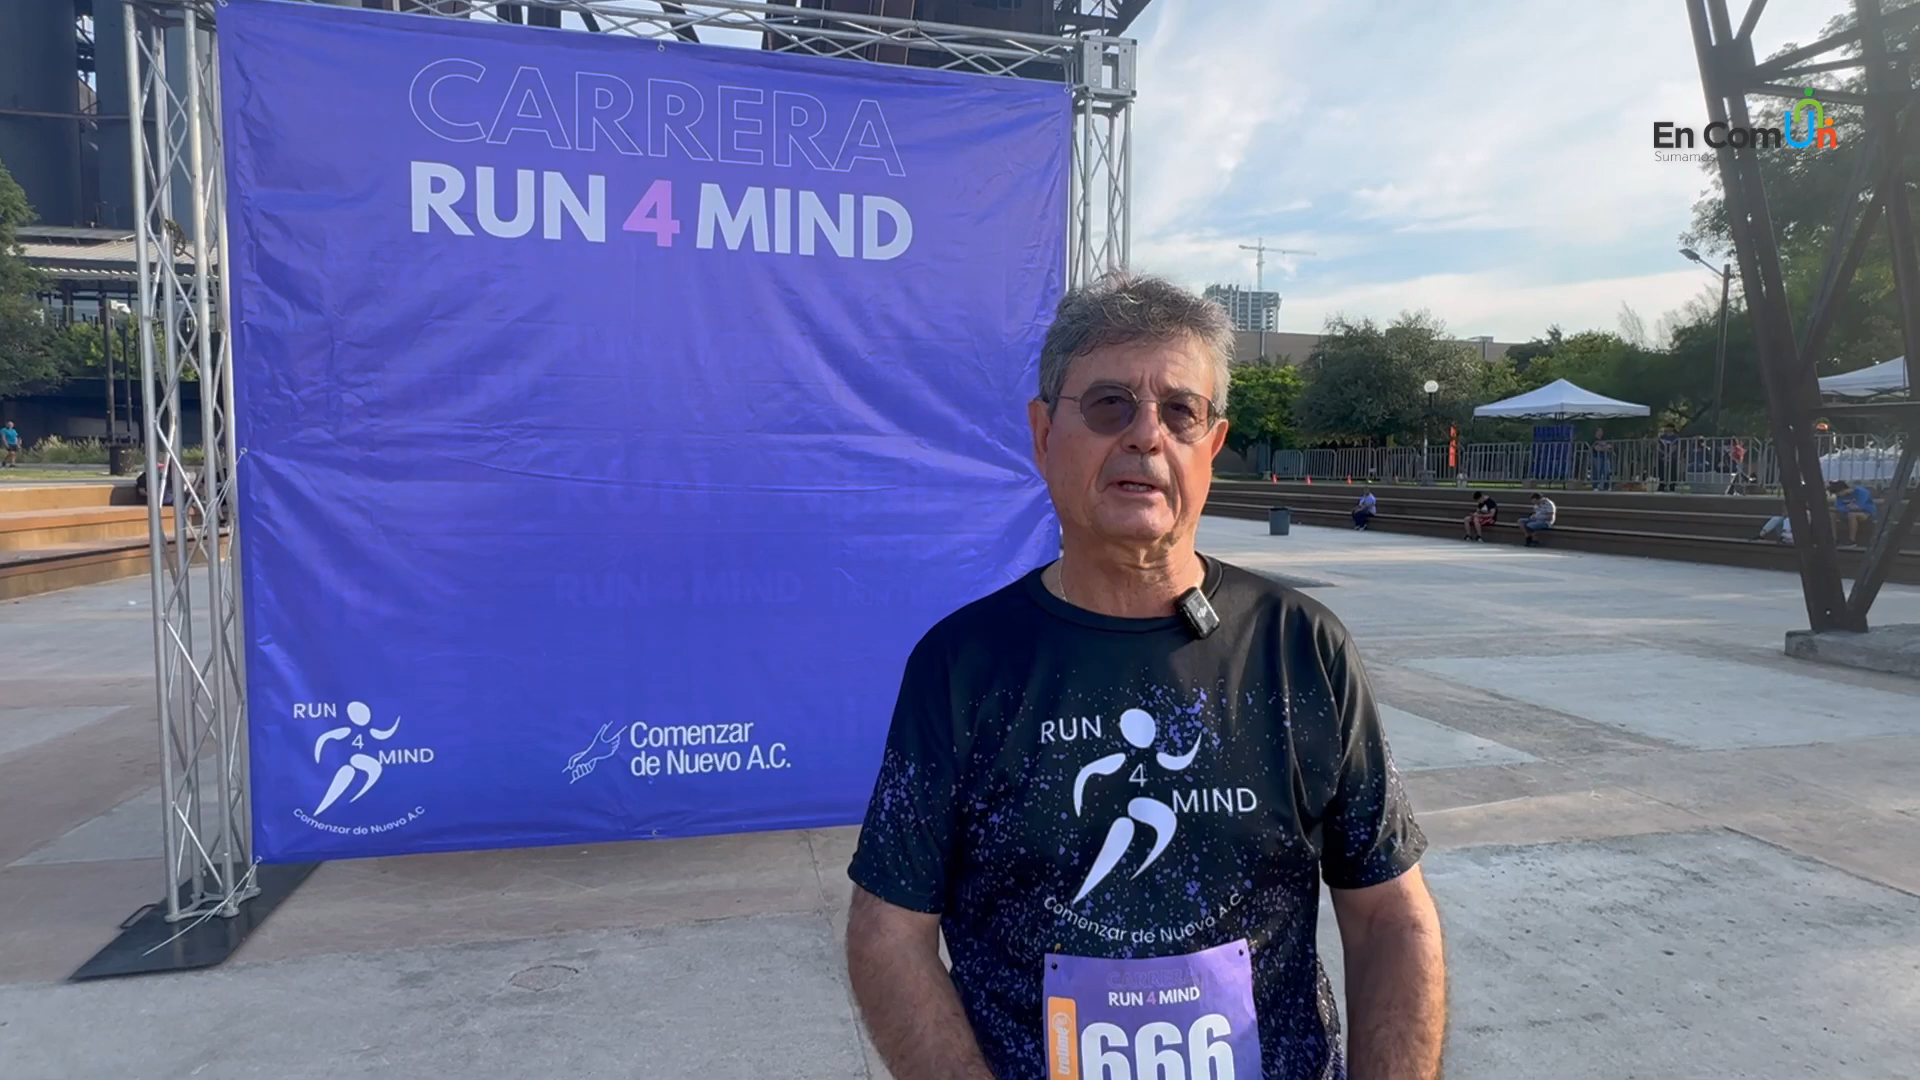 CARRERA
RUN 4 MIND
En Común
RUN
4
MIND
Comenzar de Nuevo A.C
Comenzar
de Nuevo A.C.
RUN
4
MIND
Comenzar de Nuevo A.C.
CARRERA
RUN 4 MIND
666